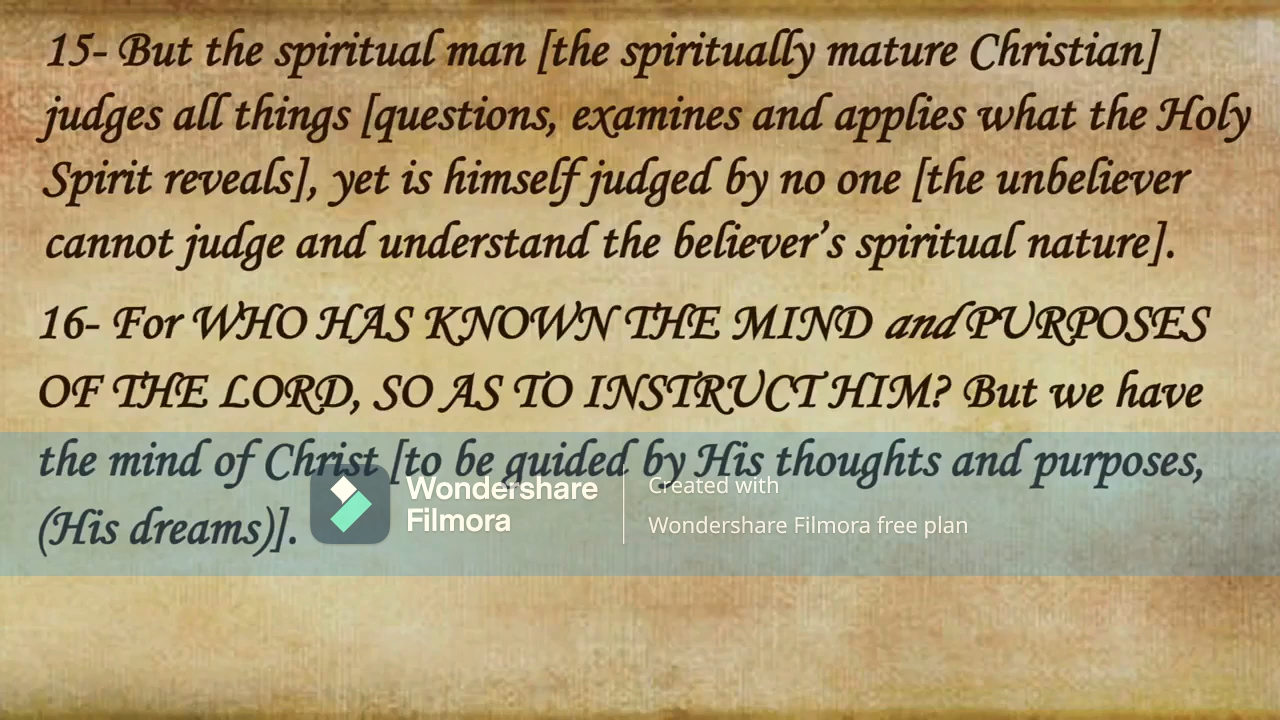 15- But the spiritual man [the spiritually mature Christian]
judges all things [questions, examines and applies what the Holy
Spirit reveals], yet is himself judged by no one [the unbeliever
cannot judge and understand the believer’s spiritual nature].
16- For WHO HAS KNOWN THE MIND and PURPOSES
OF THE LORD, SO AS TO INSTRUCT HIM? But we have
the mind of Christ [to be guided by His thoughts and purposes,
(His dreams)].
Wondershare
Filmora
Created with
Wondershare Filmora free plan